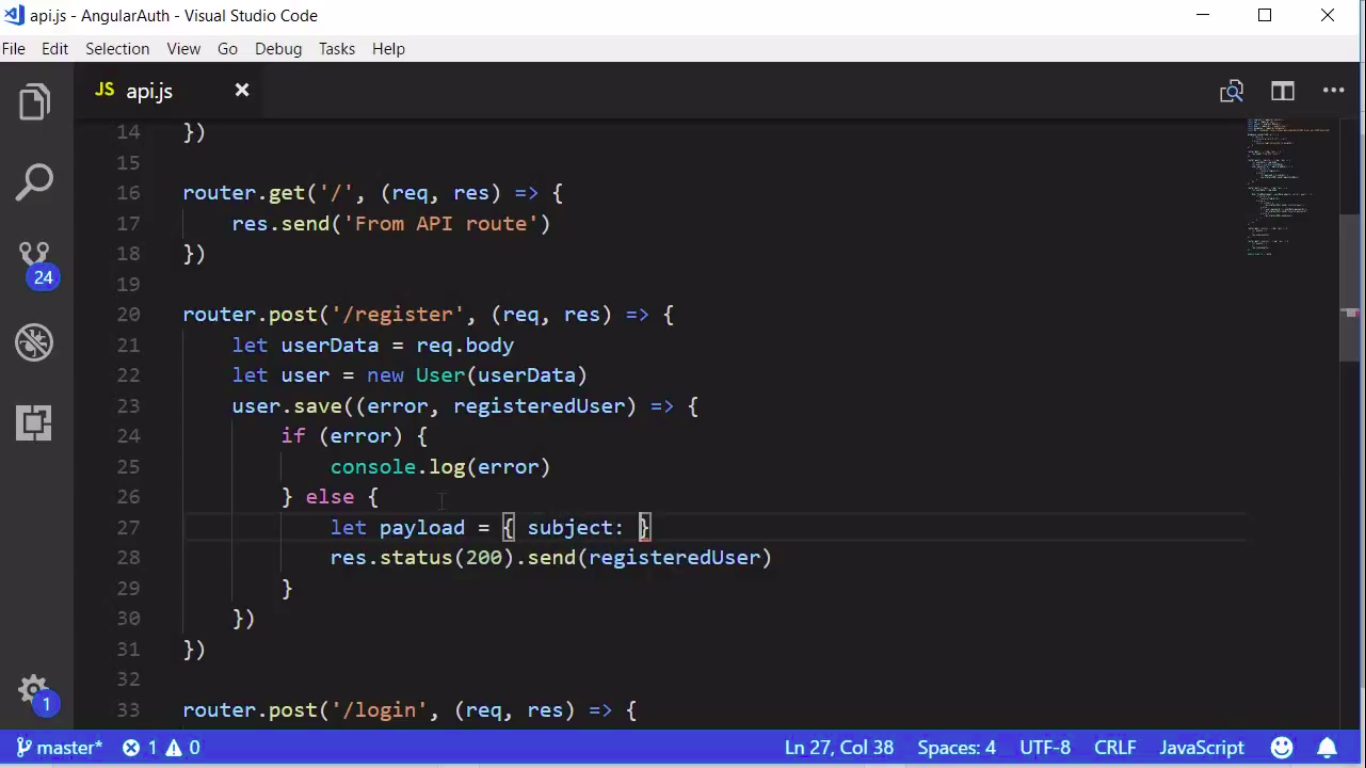 api.js - AngularAuth - Visual Studio Code
File Edit Selection View Go Debug Tasks Help
JS api.js
14 })
15
16 router.get('/', (req, res) => {
17 res.send('From API route')
18 })
19
20 router.post('/register', (req, res) => {
21 let userData = req.body
22 let user = new User(userData)
23 user.save((error, registeredUser) => {
24 if (error) {
25 console.log(error)
26 } else {
27 let payload = { subject: }
28 res.status(200).send(registeredUser)
29 }
30 })
31 })
32
33 router.post('/login', (req, res) => {
24
1
master* 1 0 Ln 27, Col 38 Spaces: 4 UTF-8 CRLF JavaScript